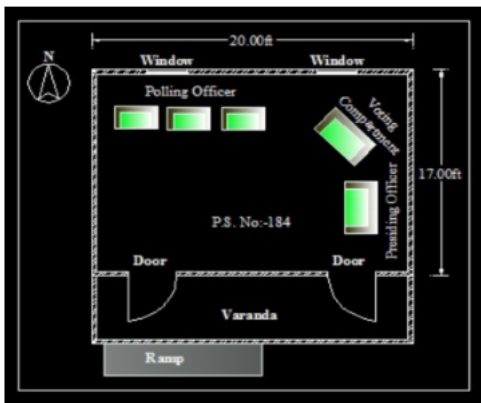 N
20.00ft
Window
Window
Polling Officer
Voting
Compartment
17.00ft
Presiding Officer
P.S. No:-184
Door
Door
Varanda
Ramp